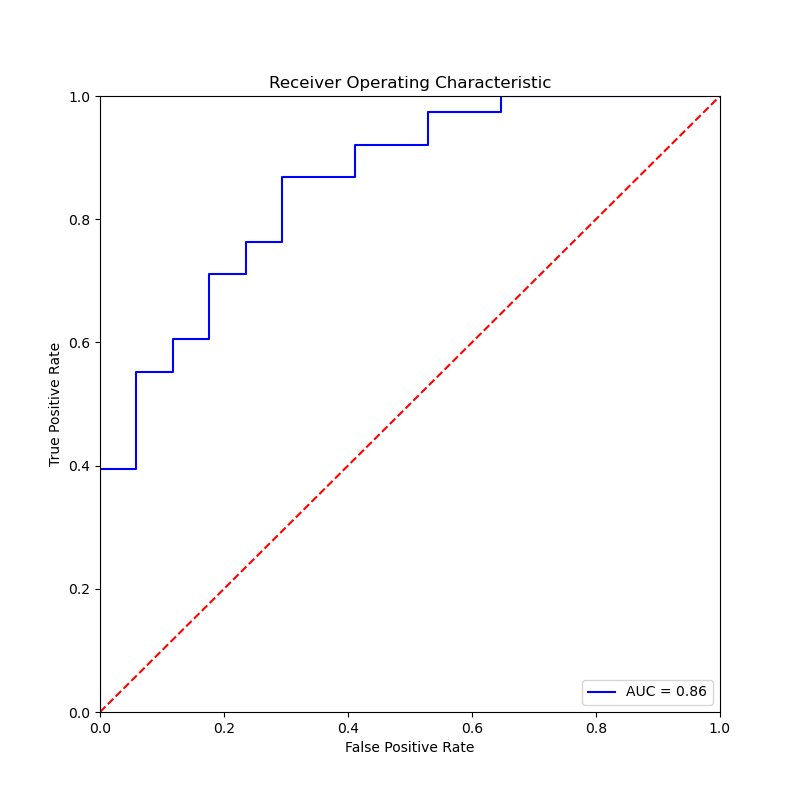 Receiver Operating Characteristic
1.0
0.8
0.6
0.4
0.2
0.0
True Positive Rate
AUC = 0.86
0.0 0.2 0.4 0.6 0.8 1.0
False Positive Rate